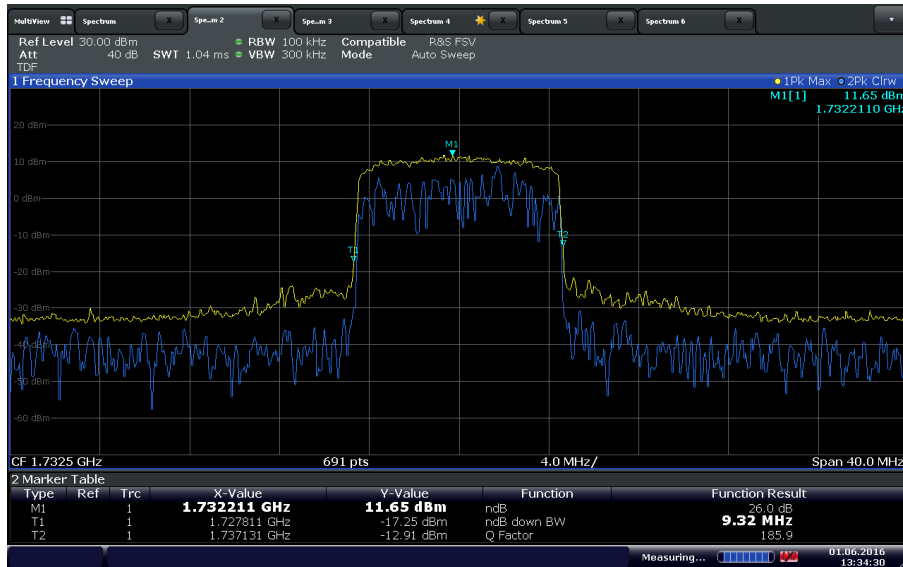 MultiView Spectrum X Spe...m 2 X Spe...m 3 X Spectrum 4 X Spectrum 5 X Spectrum 6 X
Ref Level 30.00 dBm RBW 100 kHz Compatible R&S FSV
Att 40 dB SWT 1.04 ms VBW 300 kHz Mode Auto Sweep
TDF
1 Frequency Sweep 1Pk Max 2Pk Clrw
M1[1] 11.65 dBm
1.7322110 GHz
20 dBm
M1
10 dBm
0 dBm
-10 dBm
T2
T1
-20 dBm
-30 dBm
-40 dBm
-50 dBm
-60 dBm
CF 1.7325 GHz 691 pts 4.0 MHz/ Span 40.0 MHz
2 Marker Table
Type Ref Trc X-Value Y-Value Function Function Result
M1 1 1.732211 GHz 11.65 dBm ndB 26.0 dB
T1 1 1.727811 GHz -17.25 dBm ndB down BW 9.32 MHz
T2 1 1.737131 GHz -12.91 dBm Q Factor 185.9
Measuring... 01.06.2016
13:34:30